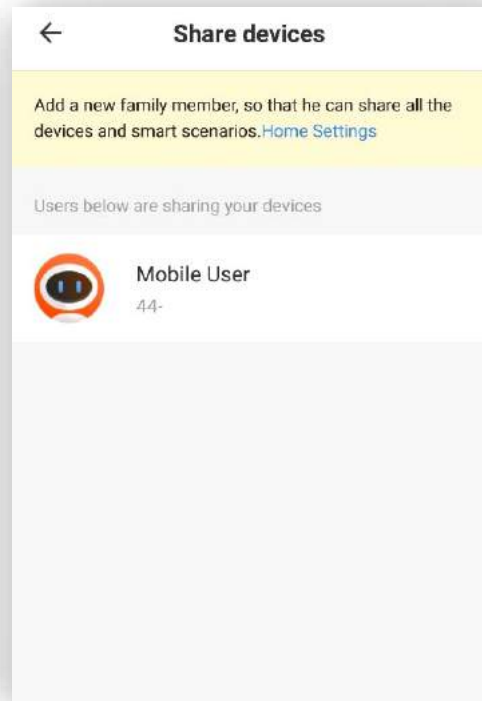 Share devices
Add a new family member, so that he can share all the
devices and smart scenarios.Home Settings
Users below are sharing your devices
Mobile User
44-